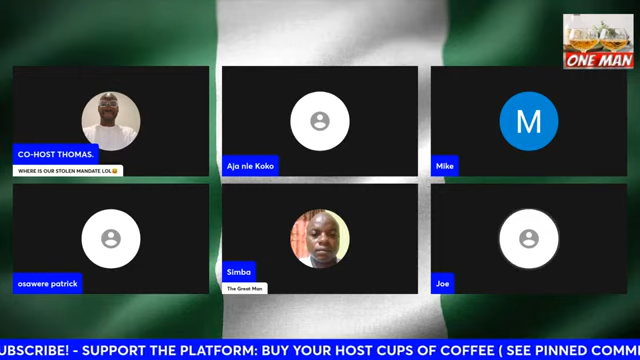 ONE MAN
CO-HOST THOMAS.
WHERE IS OUR STOLEN MANDATE LOL😂
Aja nie Koko
M
Mike
osawere patrick
Simba
The Great Man
Joe
UBSCRIBE! - SUPPORT THE PLATFORM: BUY YOUR HOST CUPS OF COFFEE ( SEE PINNED COMM